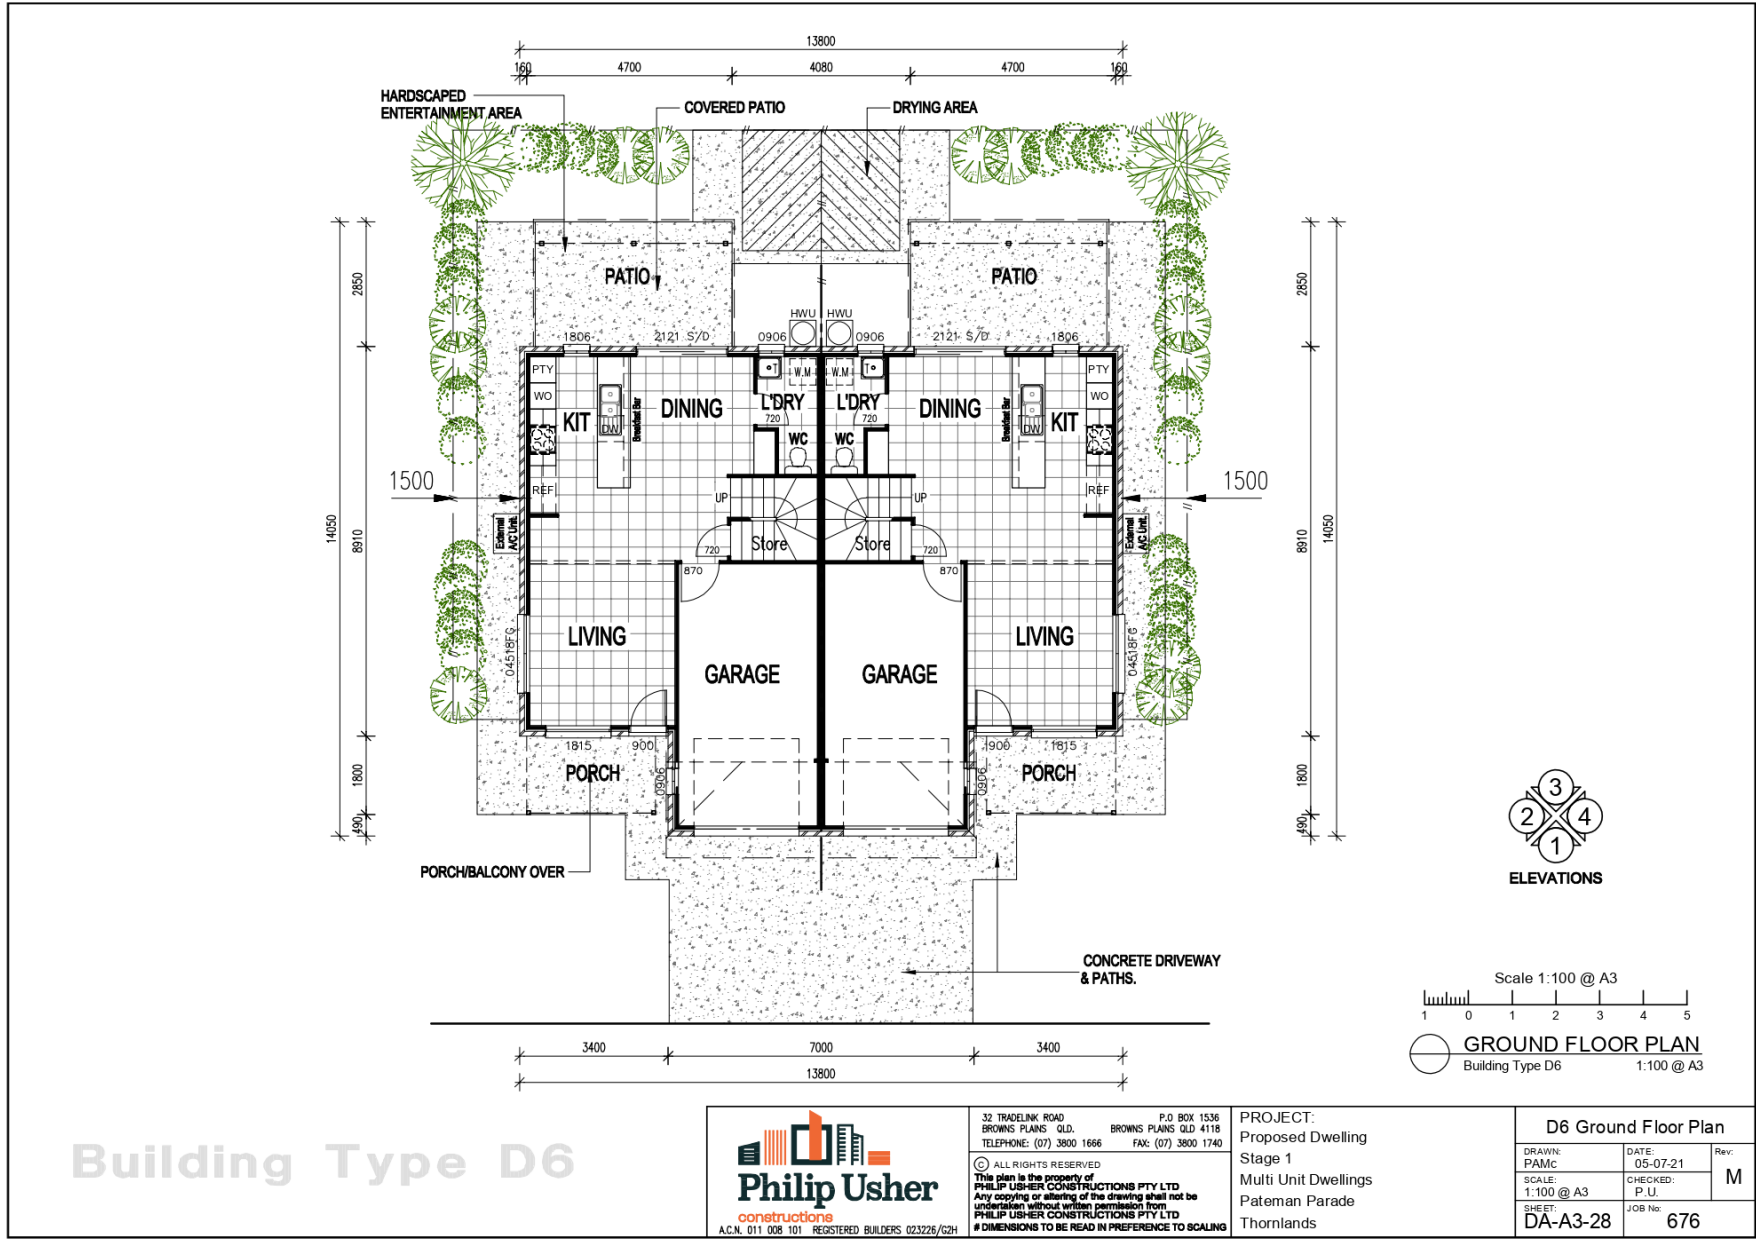 13800
160 4700 4080 4700 160
HARDSCAPED
ENTERTAINMENT AREA
COVERED PATIO
DRYING AREA
PATIO
PATIO
2850
2850
HWU HWU
1806 2121 S/D 0906 0906 2121 S/D 1806
PTY
WO
KIT
DW
REF
Breakfast Bar
DINING
T
W.M
L'DRY
720
WC
W.M
T
L'DRY
720
WC
DINING
Breakfast Bar
KIT
DW
PTY
WO
REF
1500
1500
UP
UP
External
A/C Unit.
External
A/C Unit.
Store
Store
720
720
870
870
14050
8910
8910
14050
LIVING
LIVING
GARAGE
GARAGE
04518FG
04518FG
1815 900
900 1815
PORCH
PORCH
0906
0906
1800
490
1800
490
PORCH/BALCONY OVER
CONCRETE DRIVEWAY
& PATHS.
3400 7000 3400
13800
3
2 4
1
ELEVATIONS
Scale 1:100 @ A3
1 0 1 2 3 4 5
GROUND FLOOR PLAN
Building Type D6 1:100 @ A3
Building Type D6
Philip Usher
constructions
A.C.N. 011 008 101 REGISTERED BUILDERS 023226/G2H
32 TRADELINK ROAD P.O BOX 1536
BROWNS PLAINS QLD. BROWNS PLAINS QLD 4118
TELEPHONE: (07) 3800 1666 FAX: (07) 3800 1740
© ALL RIGHTS RESERVED
This plan is the property of
PHILIP USHER CONSTRUCTIONS PTY LTD
Any copying or altering of the drawing shall not be
undertaken without written permission from
PHILIP USHER CONSTRUCTIONS PTY LTD
# DIMENSIONS TO BE READ IN PREFERENCE TO SCALING
PROJECT:
Proposed Dwelling
Stage 1
Multi Unit Dwellings
Pateman Parade
Thornlands
D6 Ground Floor Plan
DRAWN:
PAMc
DATE:
05-07-21
Rev:
M
SCALE:
1:100 @ A3
CHECKED:
P.U.
SHEET:
DA-A3-28
JOB No:
676